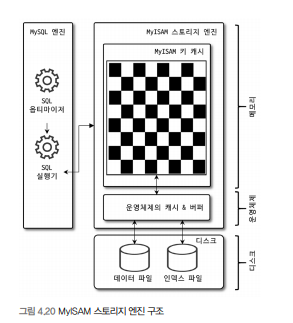 MySQL 엔진
MyISAM 스토리지 엔진
MyISAM 키 캐시
SQL
옵티마이저
SQL
실행기
메모리
운영체제의 캐시 & 버퍼
운영체제
디스크
데이터 파일
인덱스 파일
디스크
그림 4.20 MyISAM 스토리지 엔진 구조